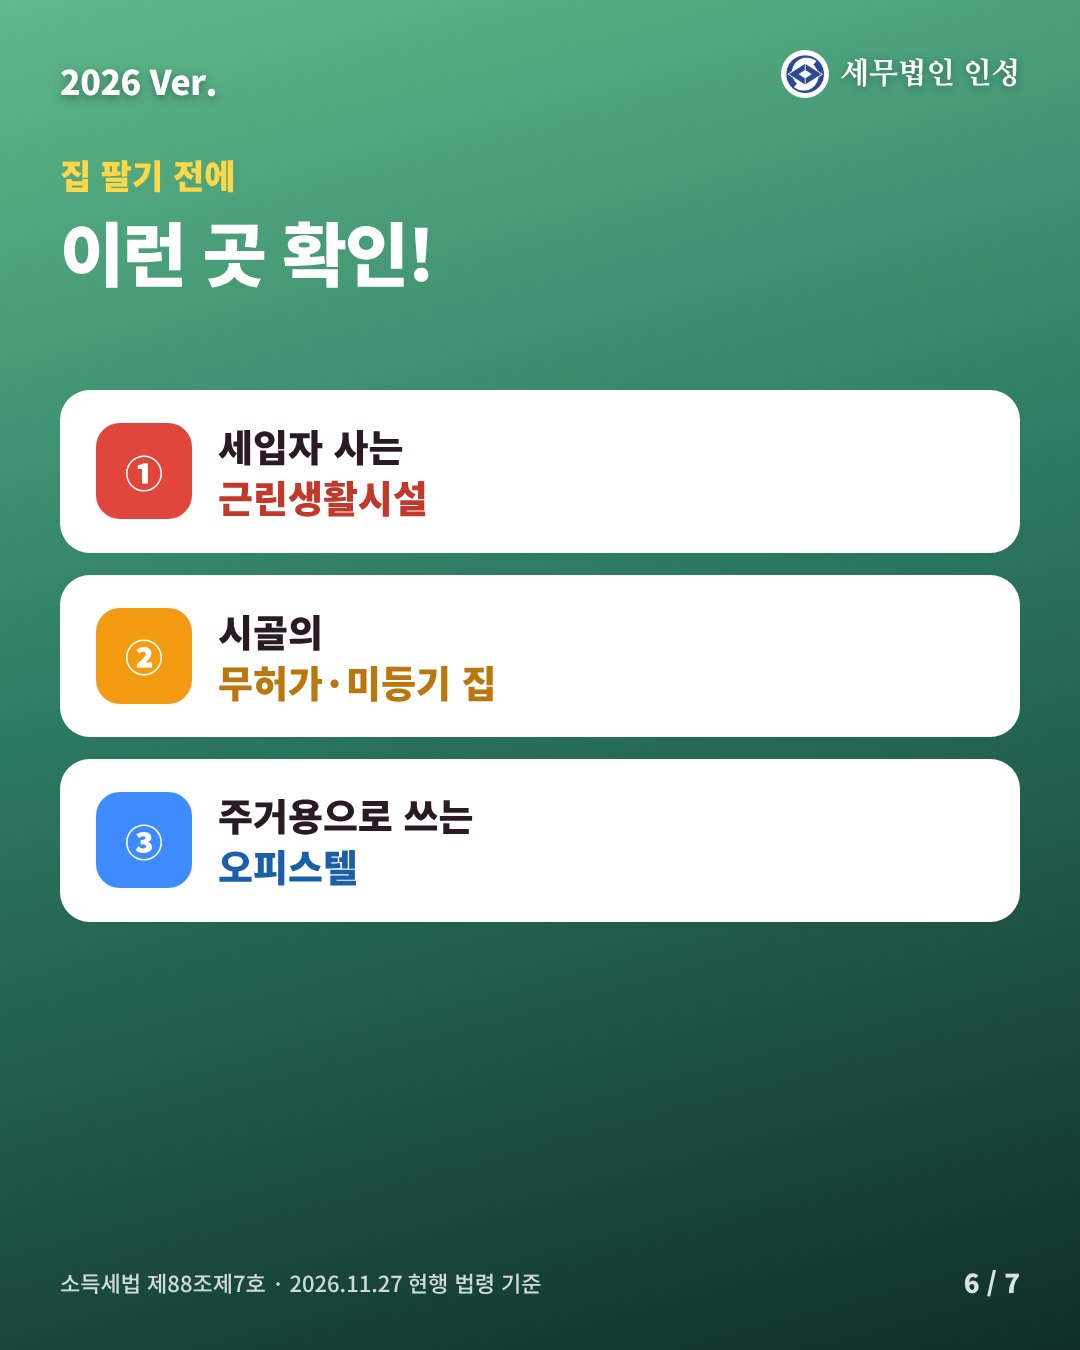 2026 Ver.
세무법인 인성
집 팔기 전에
이런 곳 확인!
①
세입자 사는
근린생활시설
②
시골의
무허가·미등기 집
③
주거용으로 쓰는
오피스텔
소득세법 제88조제7호 · 2026.11.27 현행 법령 기준
6 / 7